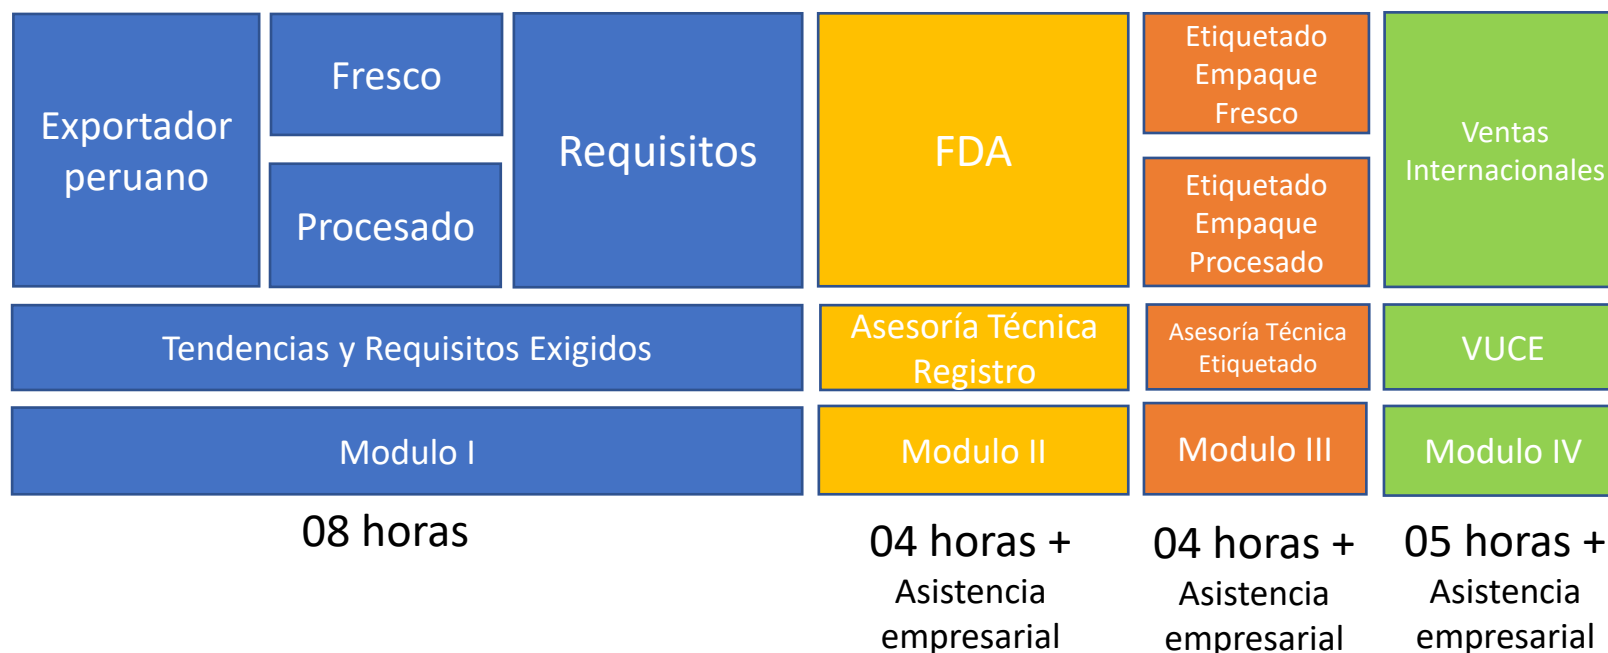 Exportador
peruano
Fresco
Procesado
Requisitos
FDA
Etiquetado
Empaque
Fresco
Etiquetado
Empaque
Procesado
Ventas
Internacionales
Tendencias y Requisitos Exigidos
Asesoría Técnica
Registro
Asesoría Técnica
Etiquetado
VUCE
Modulo I
Modulo II
Modulo III
Modulo IV
08 horas
04 horas +
Asistencia
empresarial
04 horas +
Asistencia
empresarial
05 horas +
Asistencia
empresarial